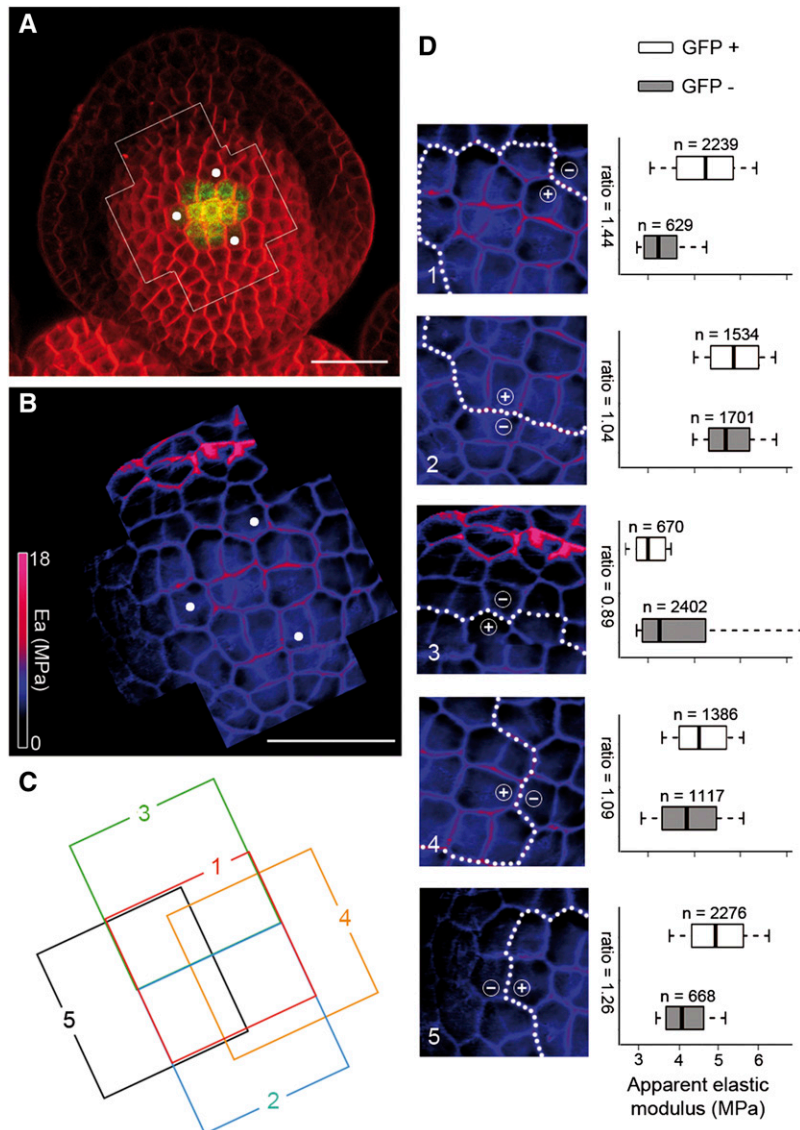 A
B
18
Ea (MPa)
0
C
3
1
4
5
2
D
GFP +
GFP -
1
ratio = 1.44
n = 2239
n = 629
2
ratio = 1.04
n = 1534
n = 1701
3
ratio = 0.89
n = 670
n = 2402
4
ratio = 1.09
n = 1386
n = 1117
5
ratio = 1.26
n = 2276
n = 668
3 4 5 6
Apparent elastic
modulus (MPa)